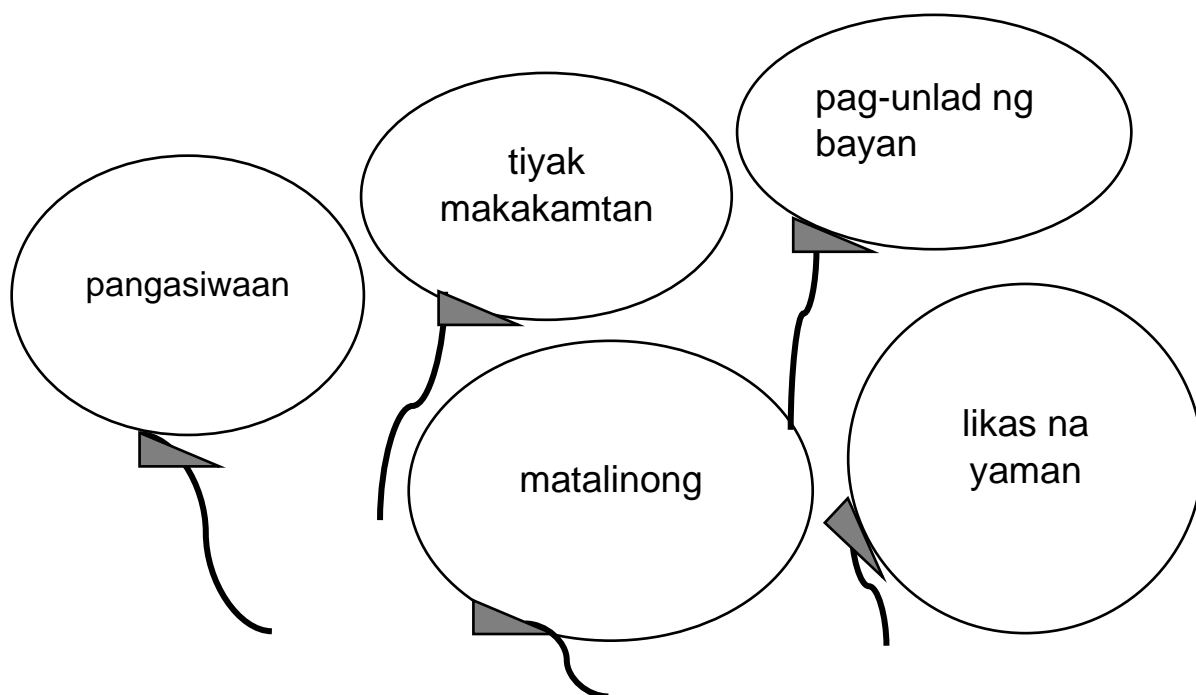 pag-unlad ng
bayan
tiyak
makakamtan
pangasiwaan
likas na
yaman
matalinong